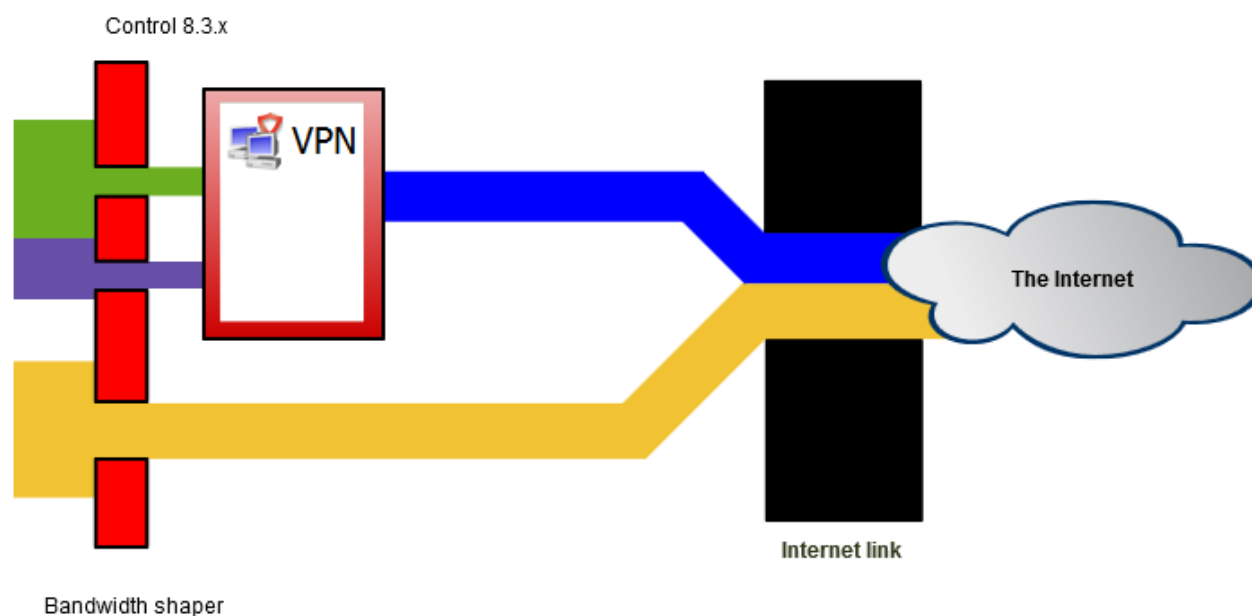 Control 8.3.x
VPN
The Internet
Internet link
Bandwidth shaper